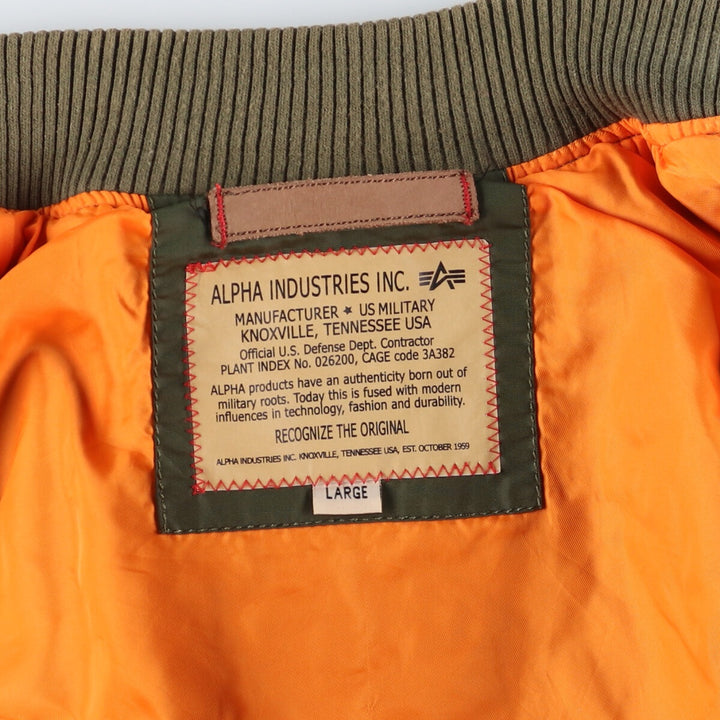 ALPHA INDUSTRIES INC.
MANUFACTURER ★ US MILITARY
KNOXVILLE, TENNESSEE USA
Official U.S. Defense Dept. Contractor
PLANT INDEX No. 026200, CAGE code 3A382
ALPHA products have an authenticity born out of
military roots. Today this is fused with modern
influences in technology, fashion and durability.
RECOGNIZE THE ORIGINAL
ALPHA INDUSTRIES INC. KNOXVILLE, TENNESSEE USA, EST. OCTOBER 1959
LARGE